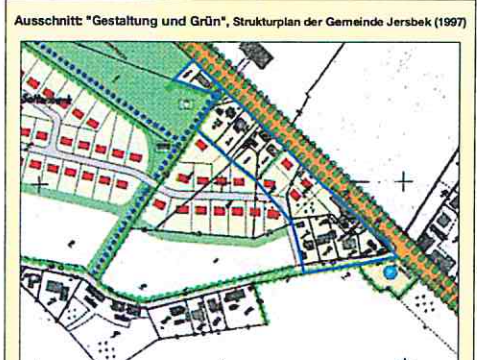 Ausschnitt: "Gestaltung und Grün", Strukturplan der Gemeinde Jersbek (1997)